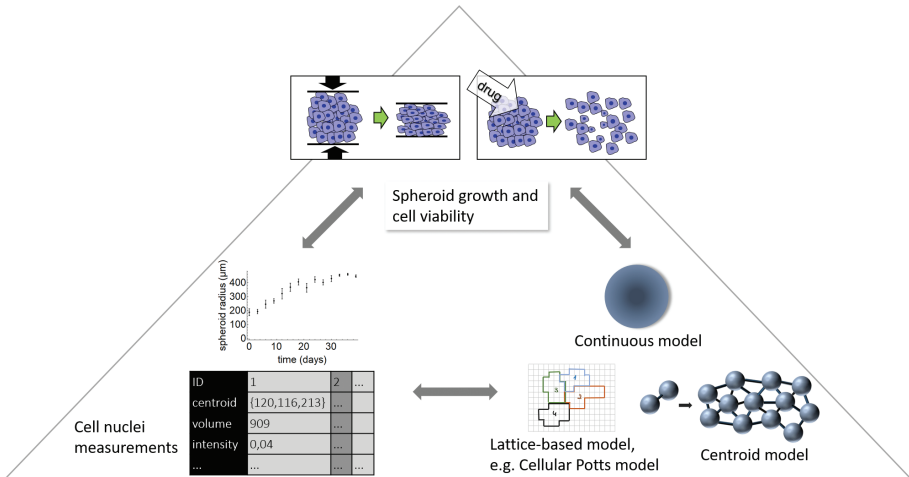 drug
Spheroid growth and
cell viability
spheroid radius (μm)
400
300
200
100
0
0 10 20 30
time (days)
Continuous model
ID 1 2 ...
centroid {120,116,213} ...
volume 909
intensity 0,04
... ... ...
Cell nuclei
measurements
1
3
2
4
Lattice-based model,
e.g. Cellular Potts model
Centroid model